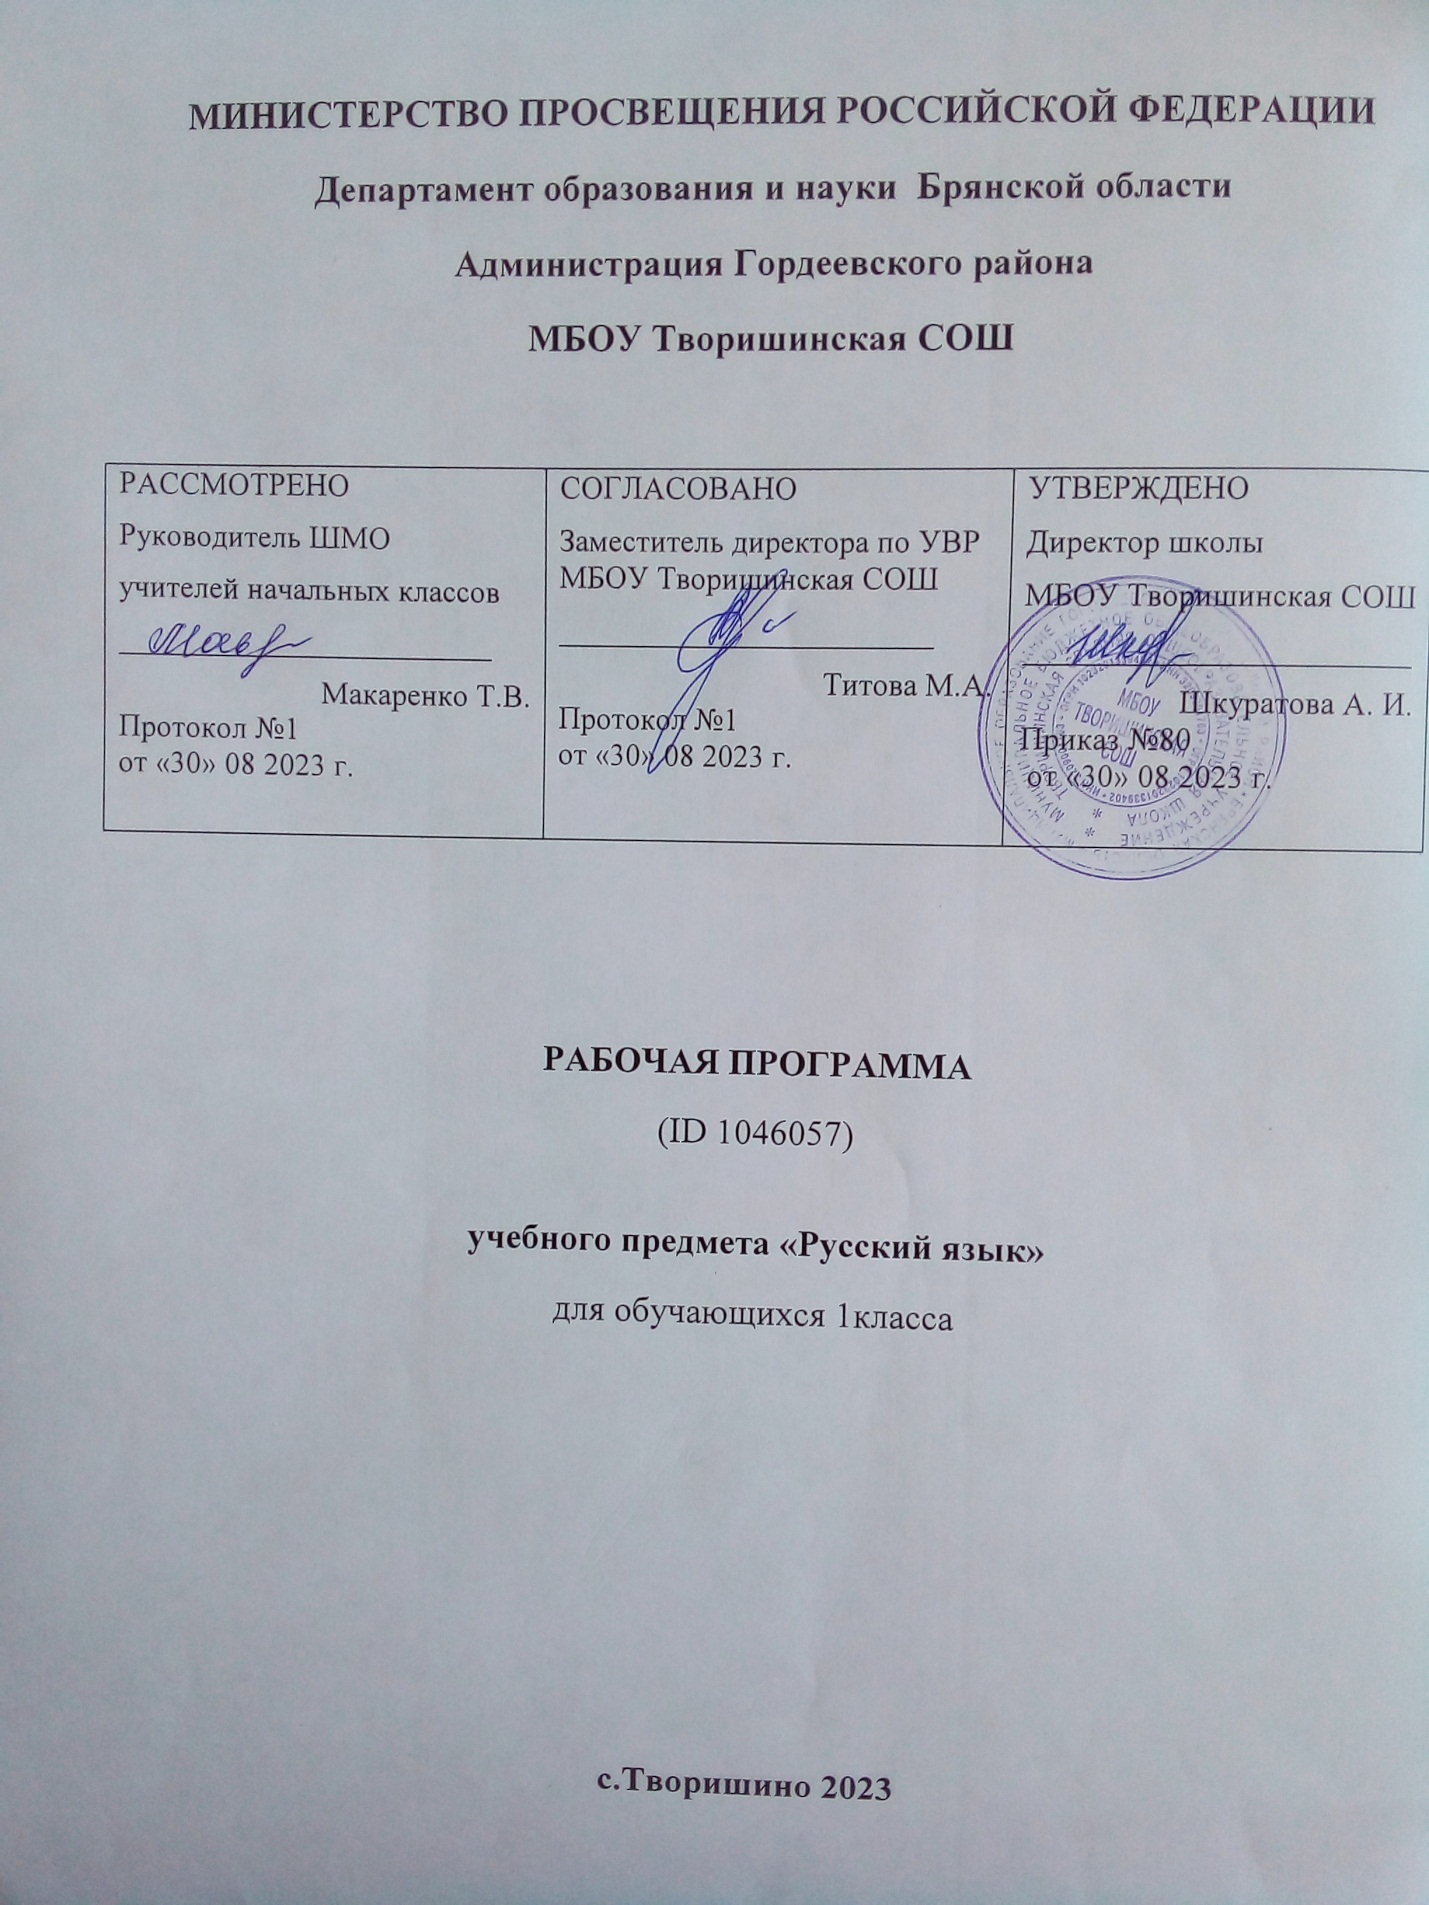 МИНИСТЕРСТВО ПРОСВЕЩЕНИЯ РОССИЙСКОЙ ФЕДЕРАЦИИ
Департамент образования и науки Брянской области
Администрация Гордеевского района
МБОУ Творишинская СОШ
РАССМОТРЕНО
Руководитель ШМО
учителей начальных классов
Макаренко Т.В.
Протокол №1
от «30» 08 2023 г.
СОГЛАСОВАНО
Заместитель директора по УВР
МБОУ Творишинская СОШ
Титова М.А.
Протокол №1
от «30» 08 2023 г.
УТВЕРЖДЕНО
Директор школы
МБОУ Творишинская СОШ
Шкуратова А. И.
Приказ №80
от «30» 08 2023 г.
МБОУ
ТВОРИШИНСКАЯ
СОШ
РАБОЧАЯ ПРОГРАММА
(ID 1046057)
учебного предмета «Русский язык»
для обучающихся 1класса
с.Творишино 2023